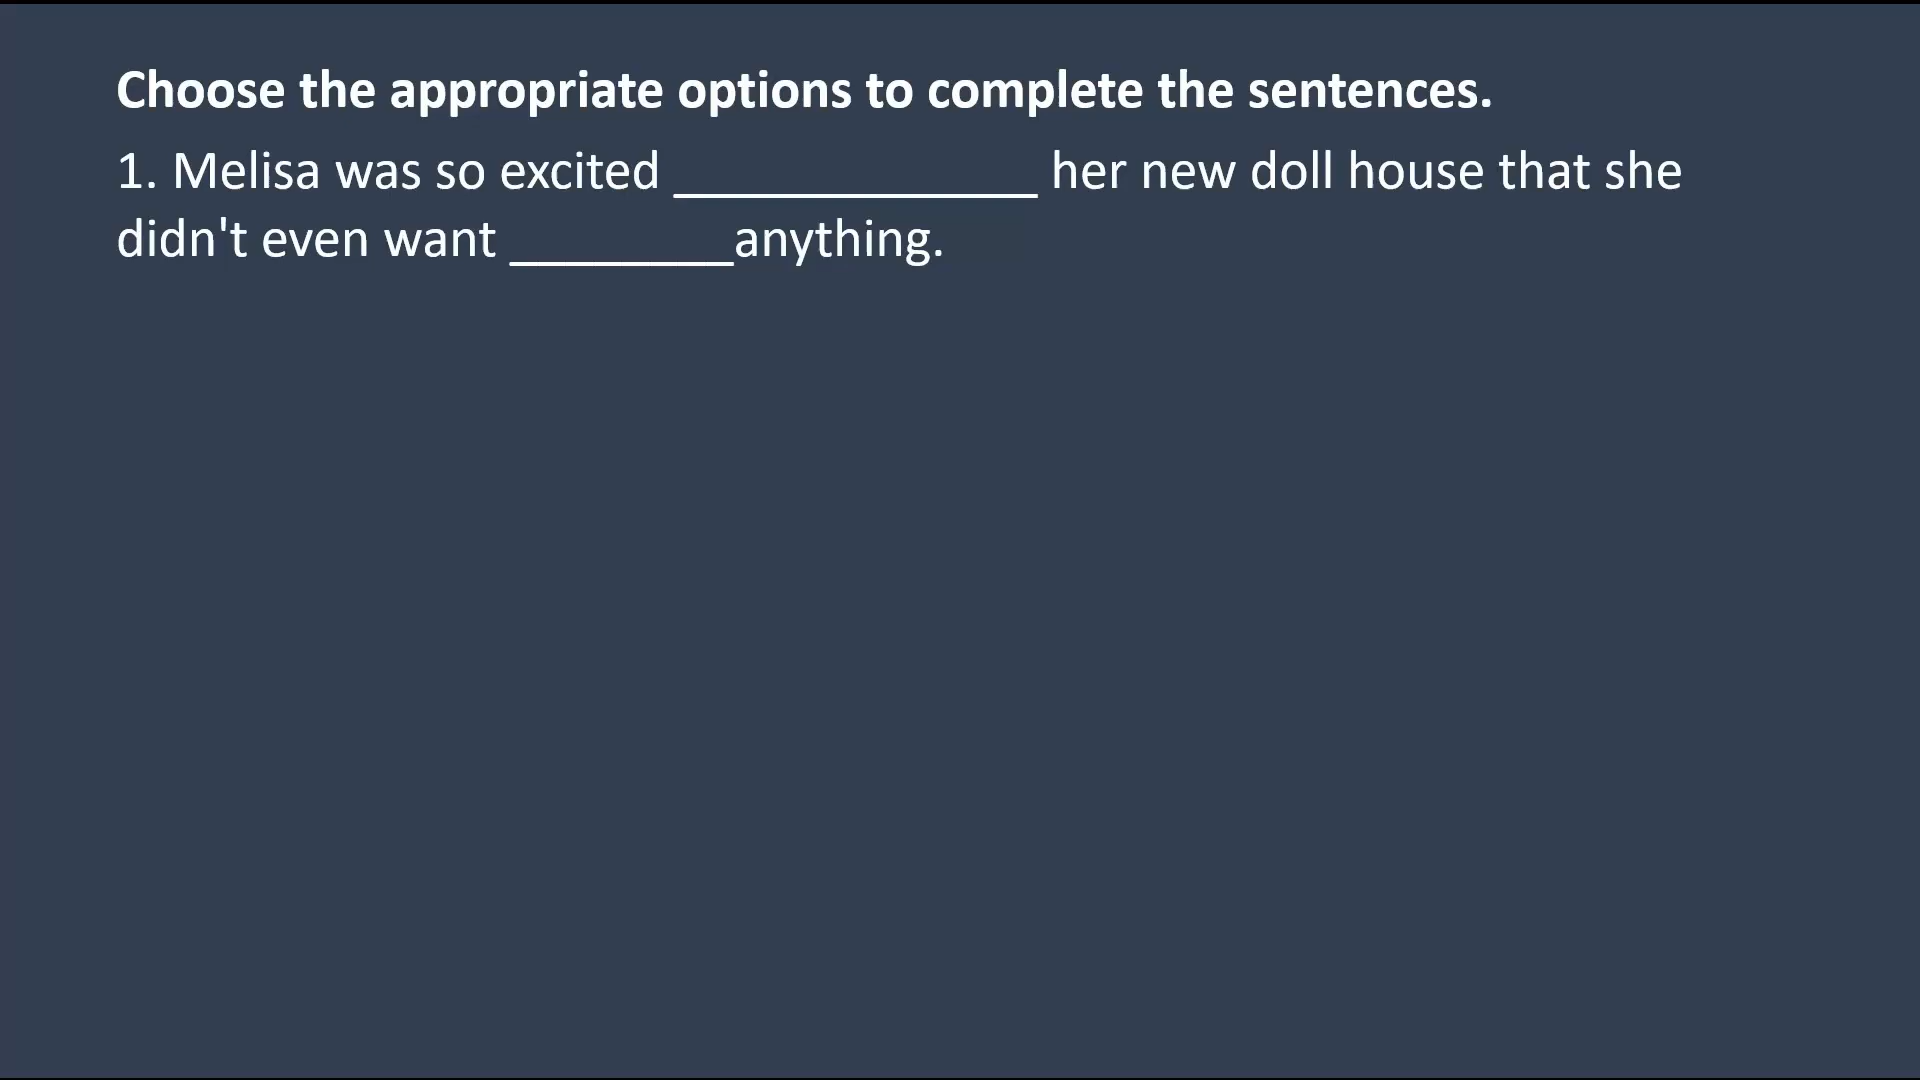 Choose the appropriate options to complete the sentences.
1. Melisa was so excited _____________ her new doll house that she
didn't even want ________anything.